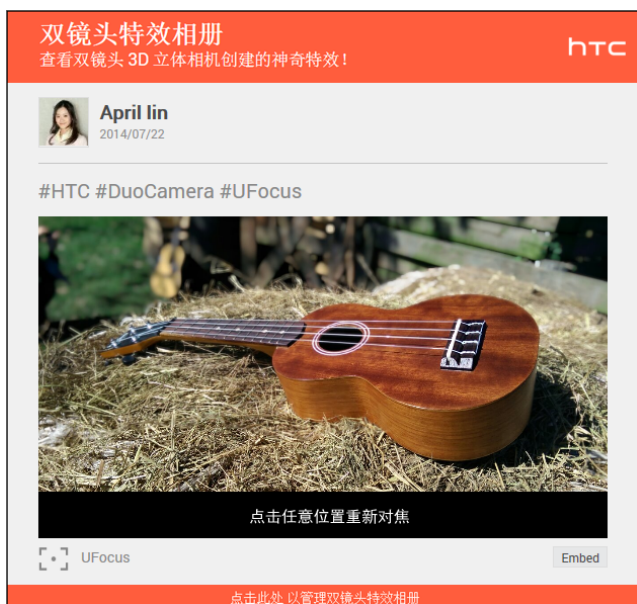 双镜头特效相册
查看双镜头 3D 立体相机创建的神奇特效！
hTC
April lin
2014/07/22
#HTC #DuoCamera #UFocus
点击任意位置重新对焦
UFocus
Embed
点击此处 以管理双镜头特效相册